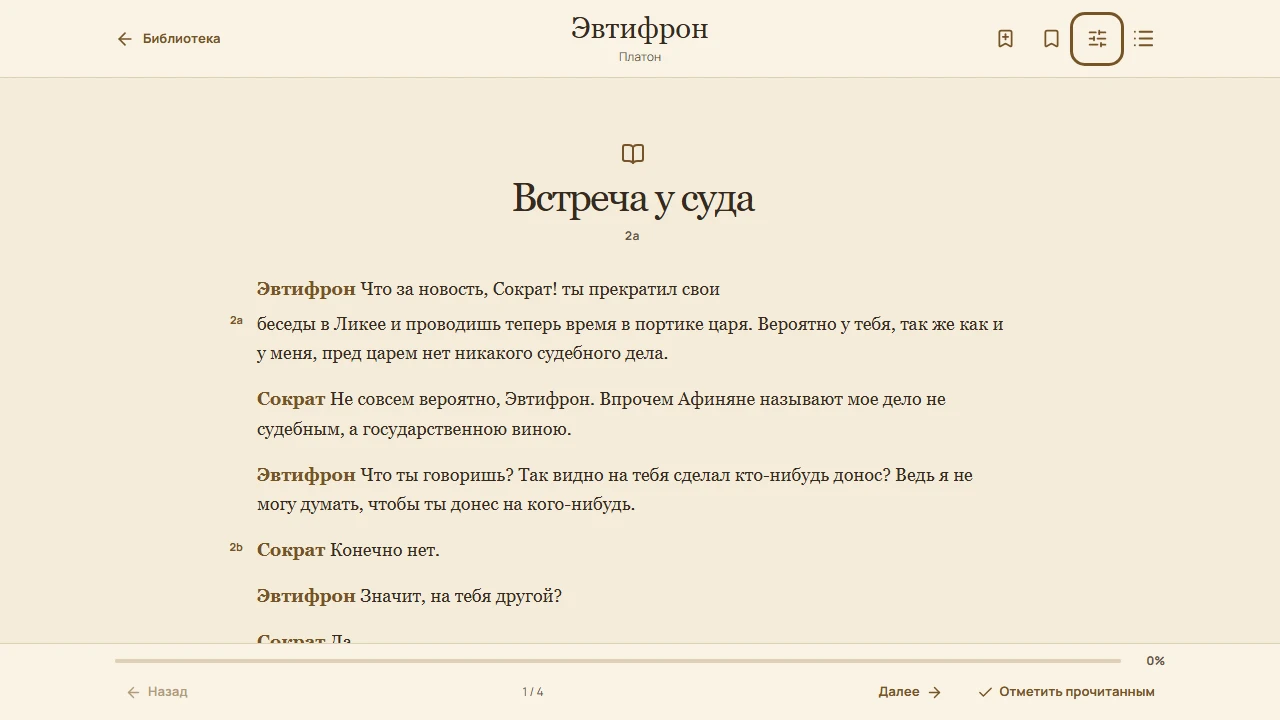 Библиотека
Эвтифрон
Платон
Встреча у суда
2a
Эвтифрон Что за новость, Сократ! ты прекратил свои
2a
беседы в Ликее и проводишь теперь время в портике царя. Вероятно у тебя, так же как и
у меня, пред царем нет никакого судебного дела.
Сократ Не совсем вероятно, Эвтифрон. Впрочем Афиняне называют мое дело не
судебным, а государственною виною.
Эвтифрон Что ты говоришь? Так видно на тебя сделал кто-нибудь донос? Ведь я не
могу думать, чтобы ты донес на кого-нибудь.
2b
Сократ Конечно нет.
Эвтифрон Значит, на тебя другой?
Сократ Да
0%
Назад
1 / 4
Далее
Отметить прочитанным